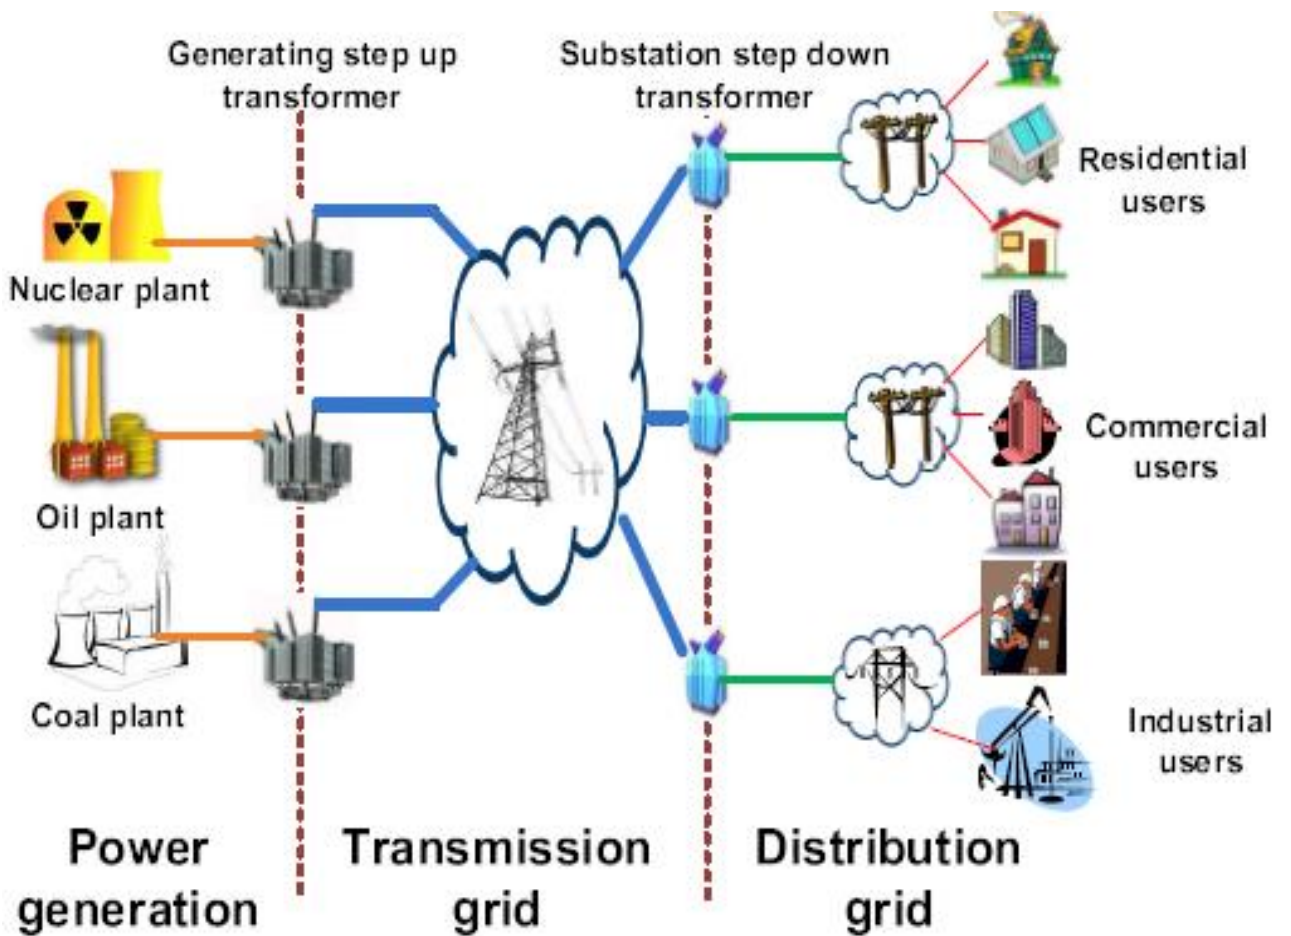 Generating step up
transformer
Substation step down
transformer
Nuclear plant
Oil plant
Coal plant
Residential
users
Commercial
users
Industrial
users
Power
generation
Transmission
grid
Distribution
grid